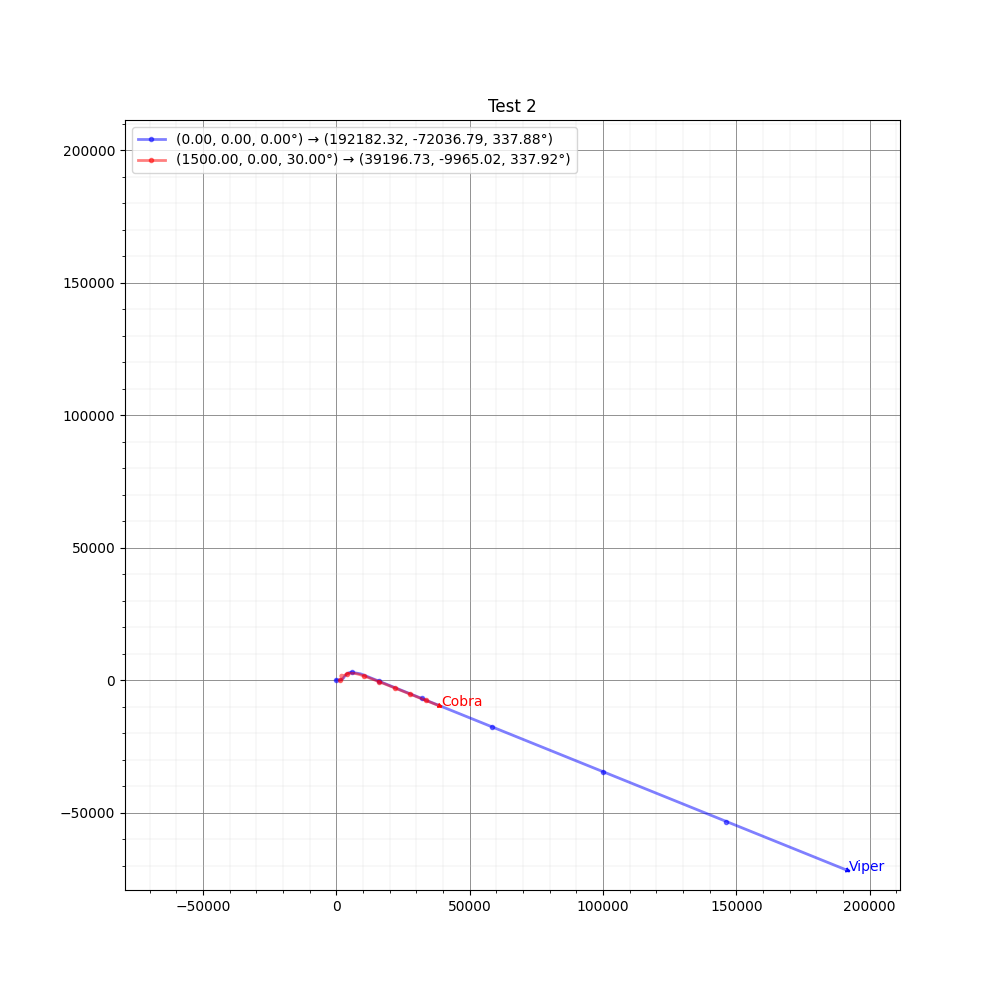 Test 2
(0.00, 0.00, 0.00°) → (192182.32, -72036.79, 337.88°)
(1500.00, 0.00, 30.00°) → (39196.73, -9965.02, 337.92°)
200000
150000
100000
50000
0
−50000
Cobra
Viper
−50000 0 50000 100000 150000 200000